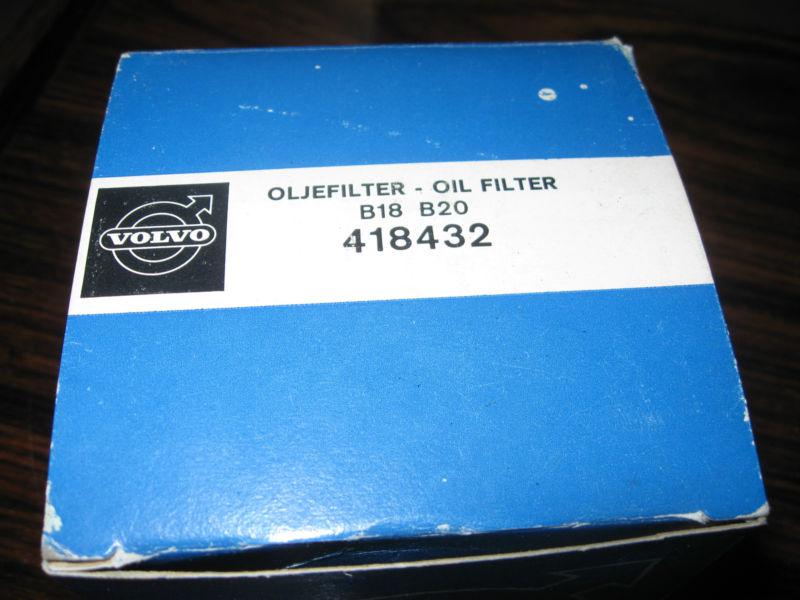 VOLVO
OLJEFILTER - OIL FILTER
B18 B20
418432